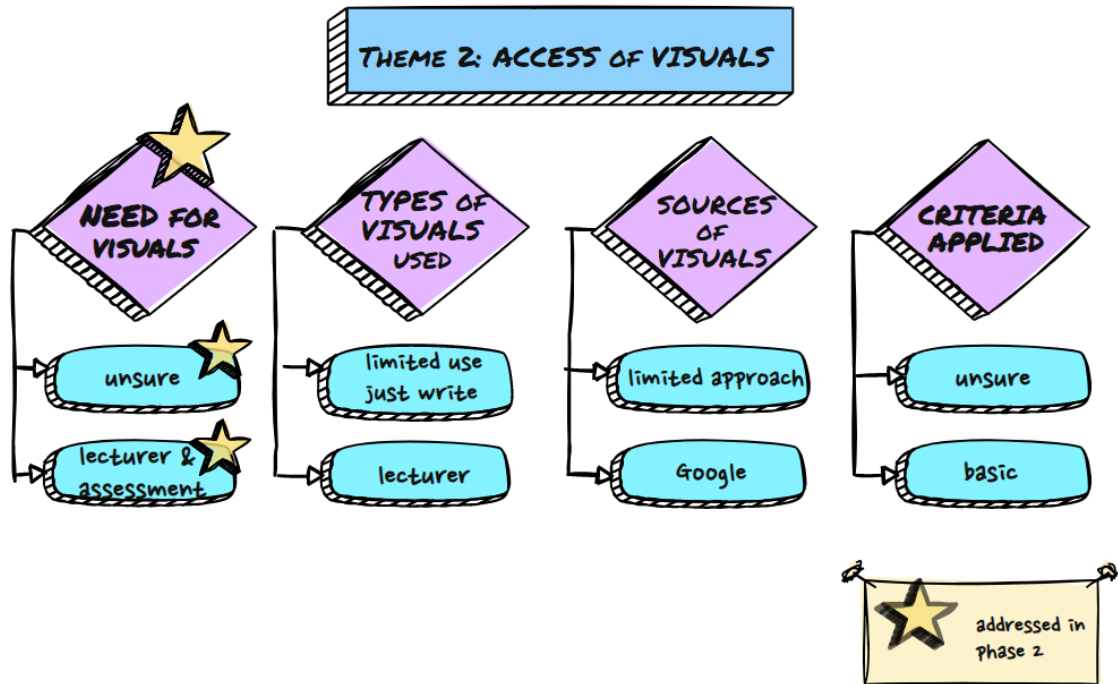 THEME 2: ACCESS OF VISUALS
NEED FOR
VISUALS
unsure
lecturer &
assessment
TYPES OF
VISUALS
USED
limited use
just write
lecturer
SOURCES
OF
VISUALS
limited approach
Google
CRITERIA
APPLIED
unsure
basic
addressed in
phase 2